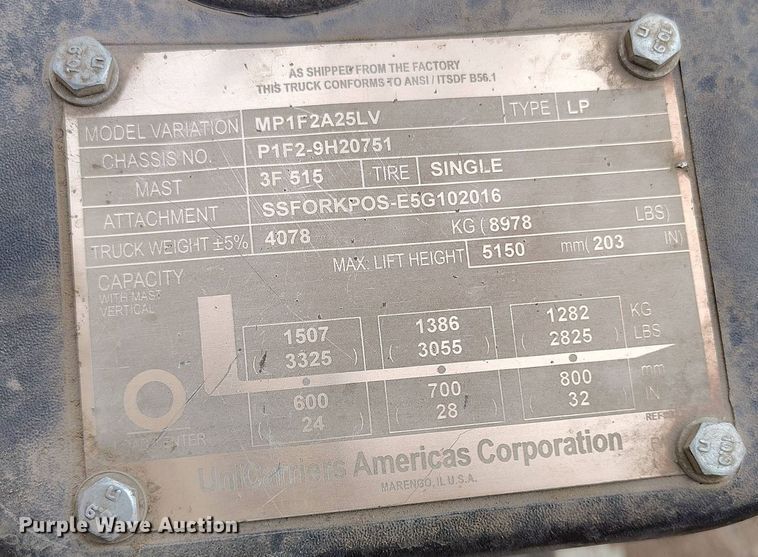 AS SHIPPED FROM THE FACTORY
THIS TRUCK CONFORMS TO ANSI / ITSDF B56.1
MODEL VARIATION MP1F2A25LV TYPE LP
CHASSIS NO. P1F2-9H20751
MAST 3F 515 TIRE SINGLE
ATTACHMENT SSFORKPOS-E5G102016
TRUCK WEIGHT ±5% 4078 KG ( 8978 LBS)
MAX: LIFT HEIGHT 5150 mm( 203 IN)
CAPACITY
WITH MAST
VERTICAL
1507 1386 1282 KG
( 3325 ) ( 3055 ) ( 2825 ) LBS
600 700 800 mm
( 24 ) ( 28 ) ( 32 ) IN
UniCarriers Americas Corporation
MARENGO, IL U.S.A.
10.9
Purple Wave Auction